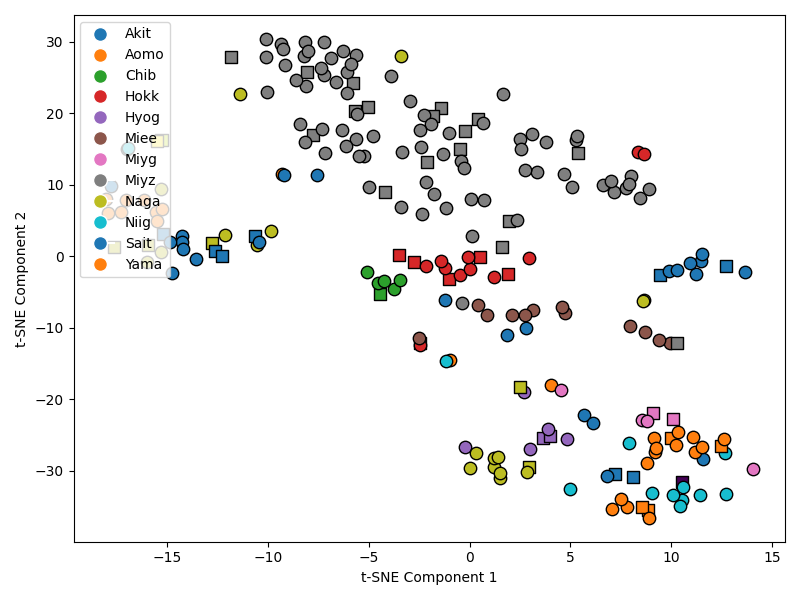 Akit
Aomo
Chib
Hokk
Hyog
Miee
Miyg
Miyz
Naga
Niig
Sait
Yama
30
20
10
0
−10
−20
−30
t-SNE Component 2
−15
−10
−5
0
5
10
15
t-SNE Component 1